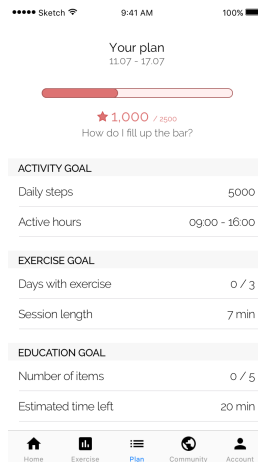 Sketch 9:41 AM 100%
Your plan
11.07 - 17.07
1,000 / 2500
How do I fill up the bar?
ACTIVITY GOAL
Daily steps 5000
Active hours 09:00 - 16:00
EXERCISE GOAL
Days with exercise 0 / 3
Session length 7 min
EDUCATION GOAL
Number of items 0 / 5
Estimated time left 20 min
Home Exercise Plan Community Account